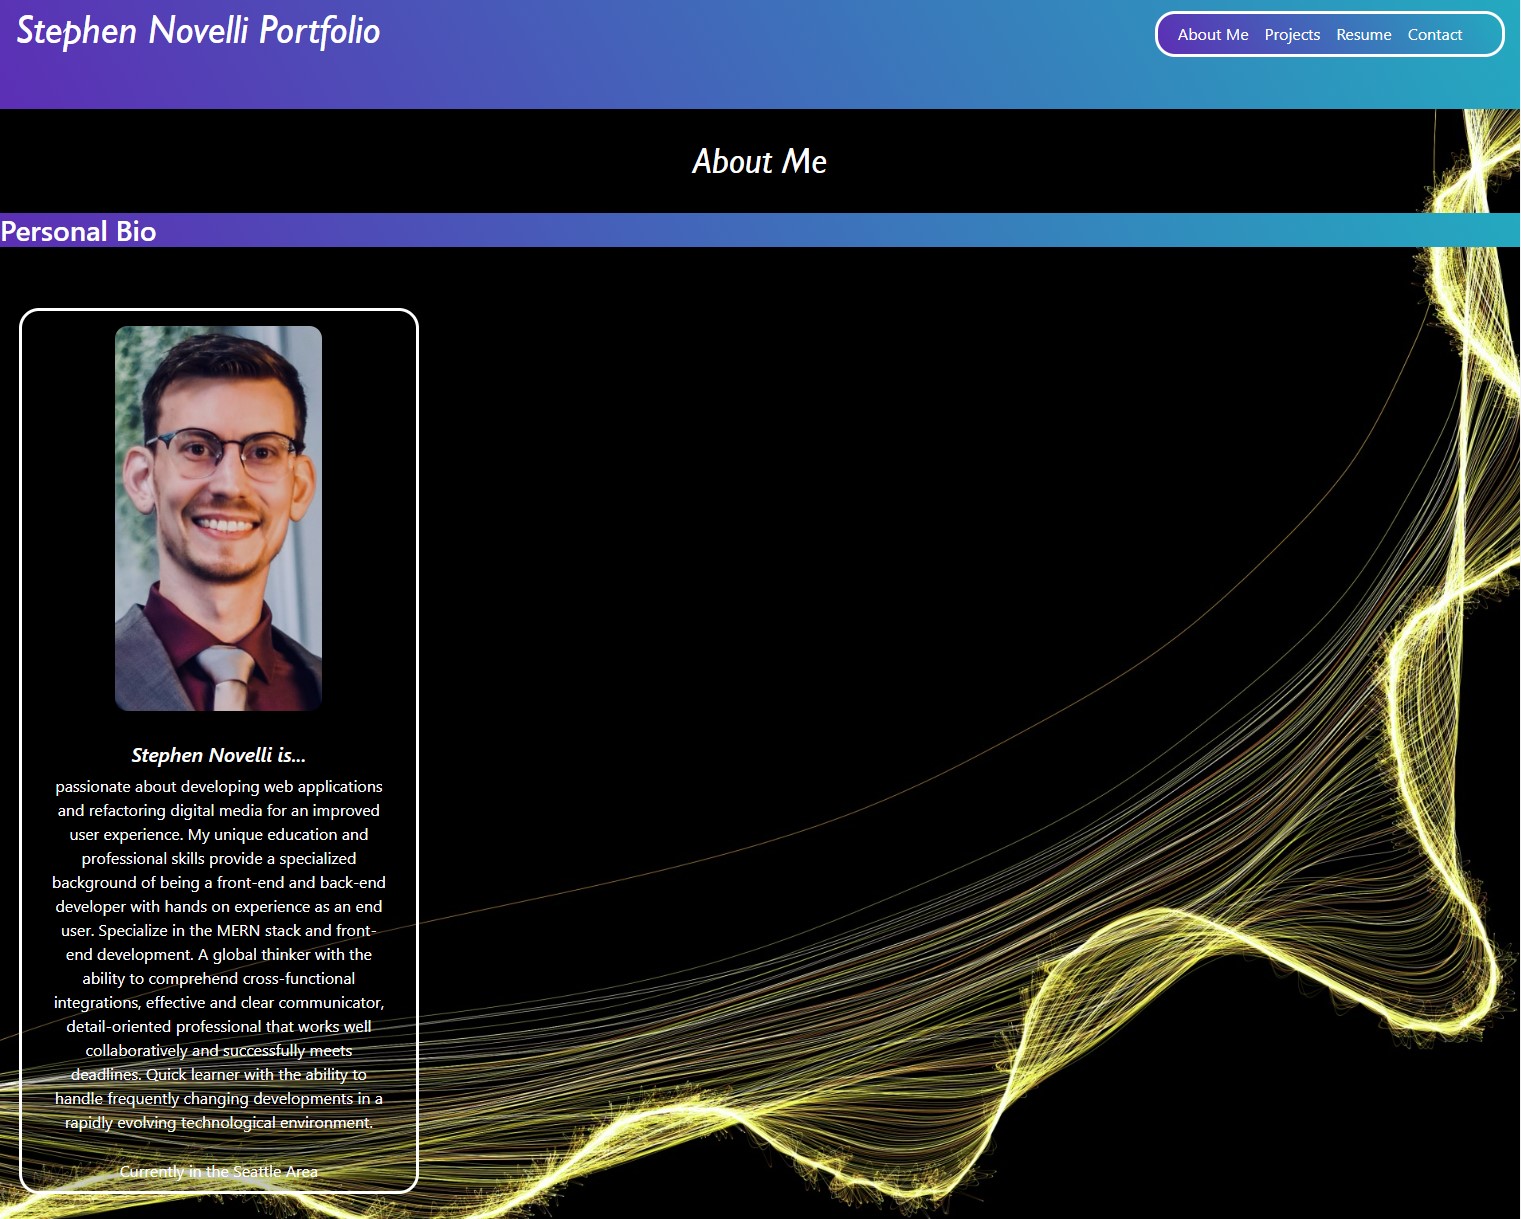 Stephen Novelli Portfolio
About Me Projects Resume Contact
About Me
Personal Bio
Stephen Novelli is...
passionate about developing web applications
and refactoring digital media for an improved
user experience. My unique education and
professional skills provide a specialized
background of being a front-end and back-end
developer with hands on experience as an end
user. Specialize in the MERN stack and front-
end development. A global thinker with the
ability to comprehend cross-functional
integrations, effective and clear communicator,
detail-oriented professional that works well
collaboratively and successfully meets
deadlines. Quick learner with the ability to
handle frequently changing developments in a
rapidly evolving technological environment.
Currently in the Seattle Area